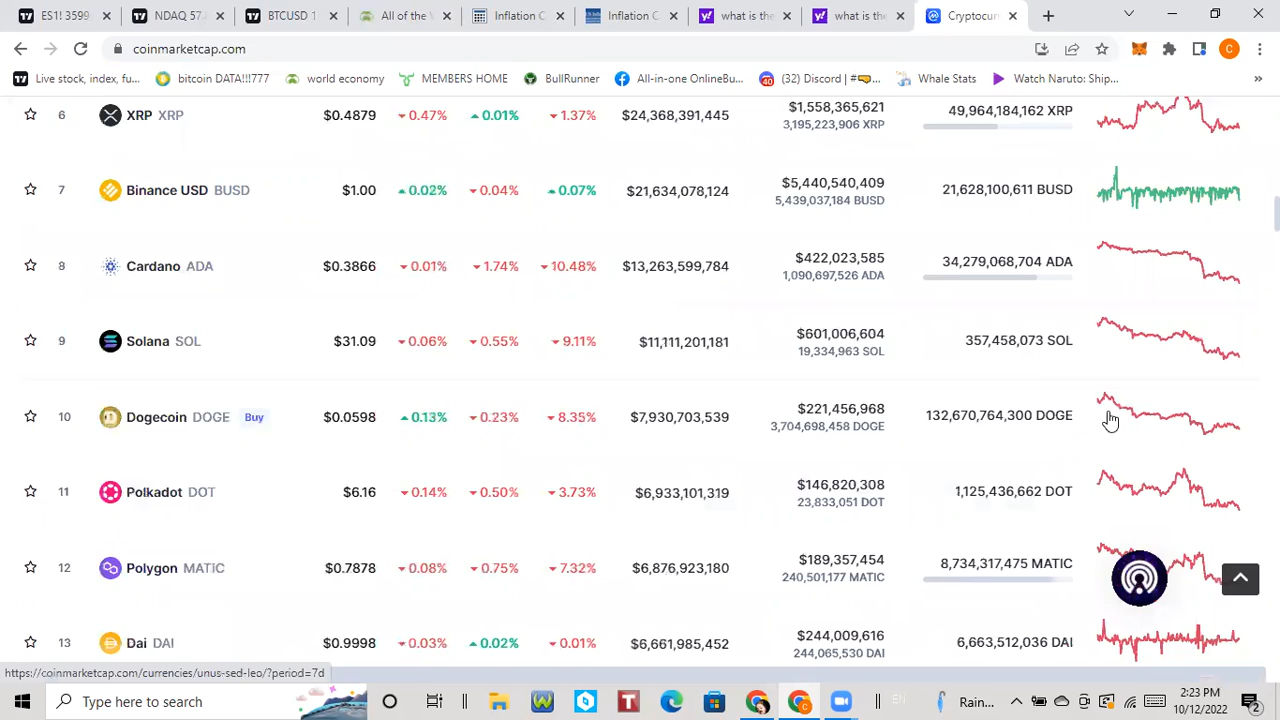 ES1! 3599
NDAQ 57.
BTCUSD
All of the
Inflation C
Inflation C
what is the
what is the
Cryptocur
coinmarketcap.com
C
Live stock, index, fu...
bitcoin DATA!!!777
world economy
MEMBERS HOME
BullRunner
All-in-one OnlineBu...
(32) Discord | #
Whale Stats
Watch Naruto: Ship...
»
6 XRP XRP $0.4879 0.47% 0.01% 1.37% $24,368,391,445 $1,558,365,621 49,964,184,162 XRP
3,195,223,906 XRP
7 Binance USD BUSD $1.00 0.02% 0.04% 0.07% $21,634,078,124 $5,440,540,409 21,628,100,611 BUSD
5,439,037,184 BUSD
8 Cardano ADA $0.3866 0.01% 1.74% 10.48% $13,263,599,784 $422,023,585 34,279,068,704 ADA
1,090,697,526 ADA
9 Solana SOL $31.09 0.06% 0.55% 9.11% $11,111,201,181 $601,006,604 357,458,073 SOL
19,334,963 SOL
10 Dogecoin DOGE Buy $0.0598 0.13% 0.23% 8.35% $7,930,703,539 $221,456,968 132,670,764,300 DOGE
3,704,698,458 DOGE
11 Polkadot DOT $6.16 0.14% 0.50% 3.73% $6,933,101,319 $146,820,308 1,125,436,662 DOT
23,833,051 DOT
12 Polygon MATIC $0.7878 0.08% 0.75% 7.32% $6,876,923,180 $189,357,454 8,734,317,475 MATIC
240,501,177 MATIC
13 Dai DAI $0.9998 0.03% 0.02% 0.01% $6,661,985,452 $244,009,616 6,663,512,036 DAI
244,065,530 DAI
https://coinmarketcap.com/currencies/unus-sed-leo/?period=7d
Type here to search
EN
Rain...
2:23 PM
10/12/2022
2